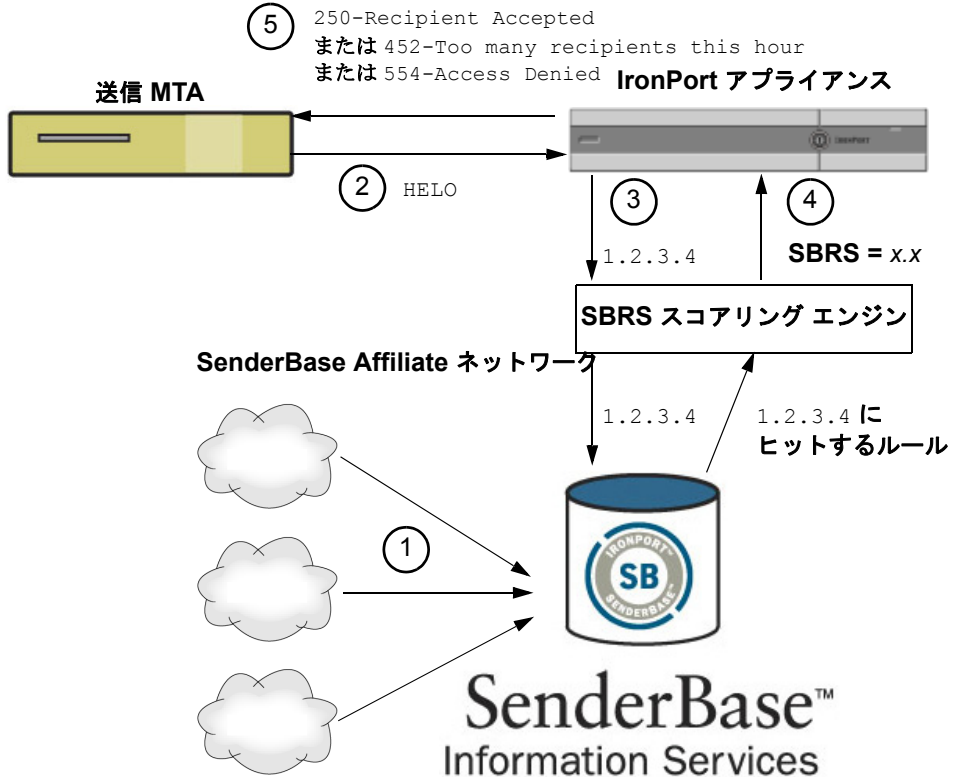 5
250-Recipient Accepted
または 452-Too many recipients this hour
または 554-Access Denied
送信 MTA
IronPort アプライアンス
IRONPORT
2
HELO
3
4
1.2.3.4
SBRS = x.x
SBRS スコアリング エンジン
SenderBase Affiliate ネットワーク
1.2.3.4
1.2.3.4 に
ヒットするルール
1
IRONPORT™
SB
SENDERBASE™
SenderBase™
Information Services